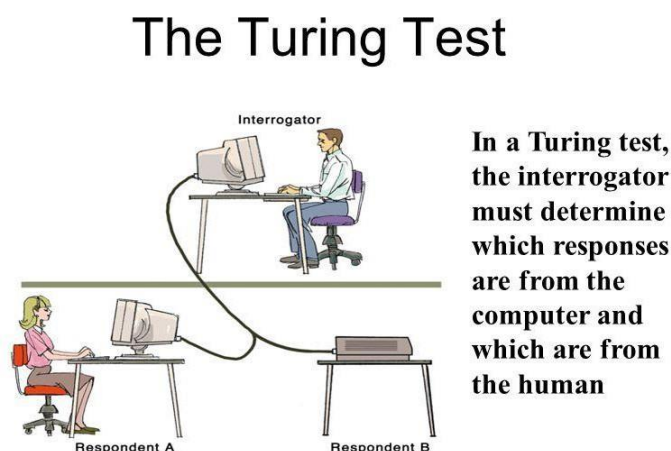 The Turing Test
Interrogator
In a Turing test,
the interrogator
must determine
which responses
are from the
computer and
which are from
the human
Respondent A
Respondent B